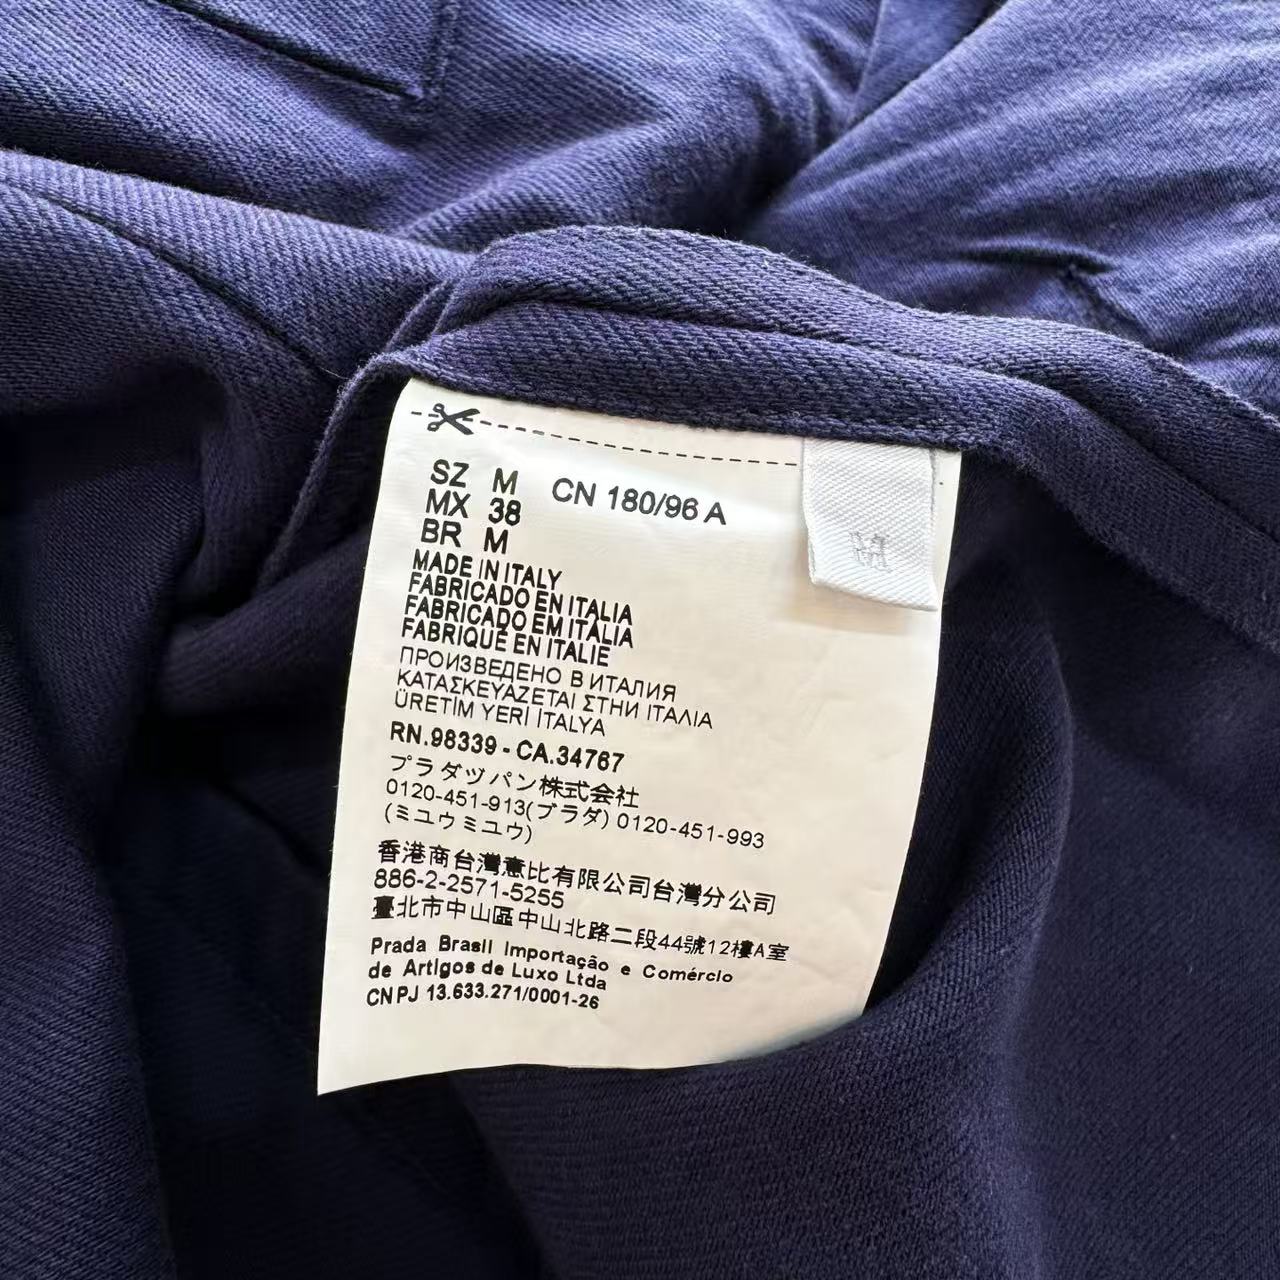 SZ M CN 180/96 A
MX 38
BR M
MADE IN ITALY
FABRICADO EN ITALIA
FABRICADO EM ITÁLIA
FABRIQUÉ EN ITALIE
ПРОИЗВЕДЕНО В ИТАЛИЯ
ΚΑΤΑΣΚΕΥΑΖΕΤΑΙ ΣΤΗΝ ΙΤΑΛΙΑ
ÜRETİM YERİ İTALYA
RN.98339 - CA.34767
プラダジャパン株式会社
0120-451-913(プラダ) 0120-451-993
(ミユウミユウ)
香港商台灣意比有限公司台灣分公司
886-2-2571-5255
臺北市中山區中山北路二段44號12樓A室
Prada Brasil Importação e Comércio
de Artigos de Luxo Ltda
CNPJ 13.633.271/0001-26
M